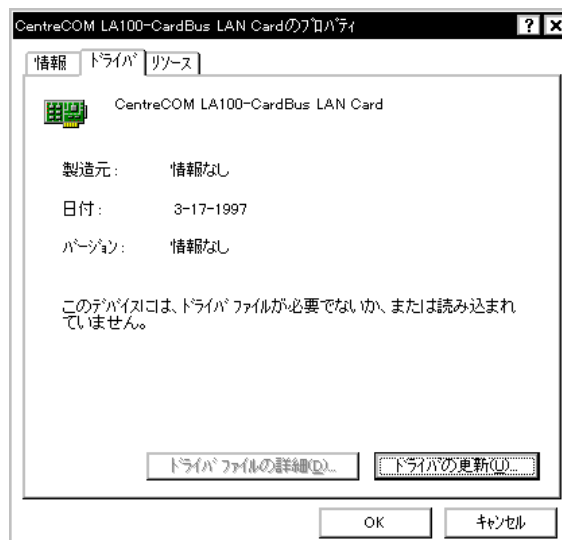 CentreCOM LA100-CardBus LAN Cardのﾌﾟﾛﾊﾟﾃｨ
情報 ﾄﾞﾗｲﾊﾞ ﾘｿｰｽ
CentreCOM LA100-CardBus LAN Card
製造元: 情報なし
日付: 3-17-1997
ﾊﾞｰｼﾞｮﾝ: 情報なし
このﾃﾞﾊﾞｲｽには、ﾄﾞﾗｲﾊﾞ ﾌｧｲﾙが必要でないか、または読み込まれ
ていません。
ﾄﾞﾗｲﾊﾞ ﾌｧｲﾙの詳細(D)... ﾄﾞﾗｲﾊﾞの更新(U)...
OK ｷｬﾝｾﾙ